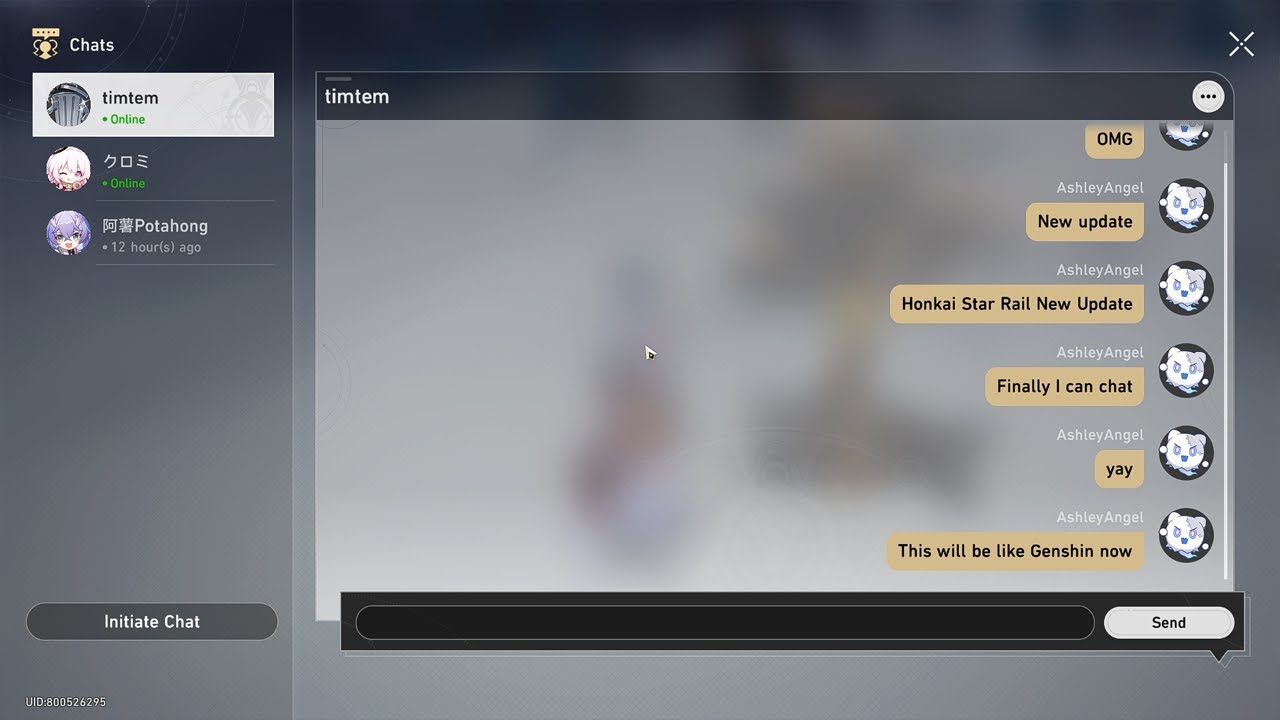 Chats
timtem
• Online
クロミ
• Online
阿薯Potahong
• 12 hour(s) ago
Initiate Chat
UID:800526295
timtem
OMG
AshleyAngel
New update
AshleyAngel
Honkai Star Rail New Update
AshleyAngel
Finally I can chat
AshleyAngel
yay
AshleyAngel
This will be like Genshin now
Send